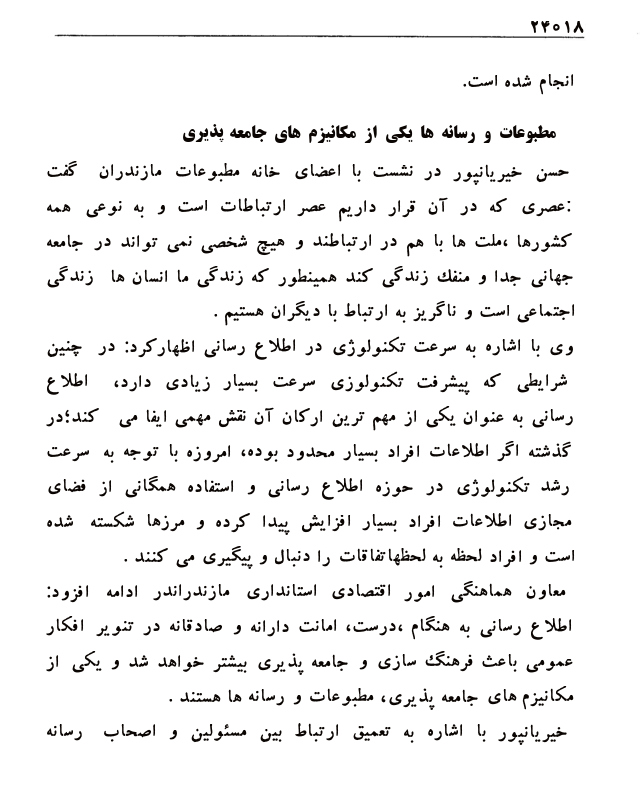 ۲۴۰۱۸
انجام شده است.
مطبوعات و رسانه ها یکی از مکانیزم های جامعه پذیری
حسن خیریانپور در نشست با اعضای خانه مطبوعات مازندران گفت
:عصری که در آن قرار داریم عصر ارتباطات است و به نوعی همه
کشورها ،ملت ها با هم در ارتباطند و هیچ شخصی نمی تواند در جامعه
جهانی جدا و منفك زندگی کند همینطور که زندگی ما انسان ها زندگی
اجتماعی است و ناگریز به ارتباط با دیگران هستیم .
وی با اشاره به سرعت تکنولوژی در اطلاع رسانی اظهارکرد: در چنین
شرایطی که پیشرفت تکنولوزی سرعت بسیار زیادی دارد، اطلاع
رسانی به عنوان یکی از مهم ترین ارکان آن نقش مهمی ایفا می کند؛در
گذشته اگر اطلاعات افراد بسیار محدود بوده، امروزه با توجه به سرعت
رشد تکنولوژی در حوزه اطلاع رسانی و استفاده همگانی از فضای
مجازی اطلاعات افراد بسیار افزایش پیدا کرده و مرزها شکسته شده
است و افراد لحظه به لحظهاتفاقات را دنبال و پیگیری می کنند .
معاون هماهنگی امور اقتصادی استانداری مازندراندر ادامه افزود:
اطلاع رسانی به هنگام ،درست، امانت دارانه و صادقانه در تنویر افکار
عمومی باعث فرهنگ سازی و جامعه پذیری بیشتر خواهد شد و یکی از
مکانیزم های جامعه پذیری، مطبوعات و رسانه ها هستند .
خیریانپور با اشاره به تعمیق ارتباط بین مسئولین و اصحاب رسانه